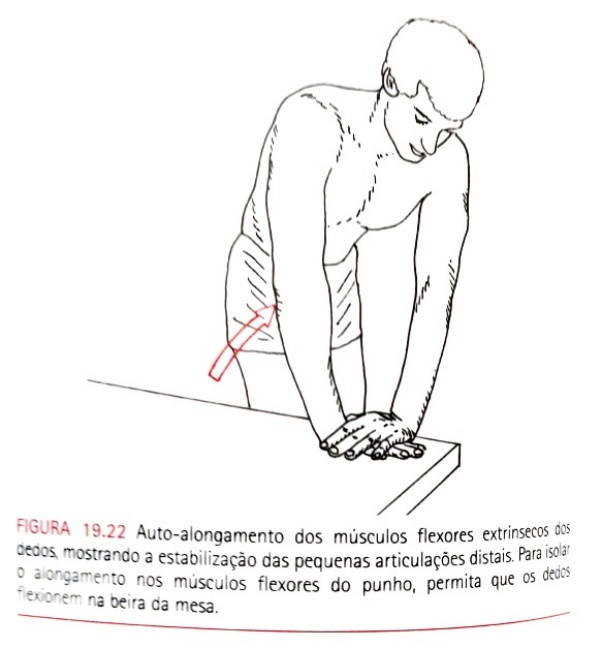 FIGURA 19.22 Auto-alongamento dos músculos flexores extrínsecos dos
dedos, mostrando a estabilização das pequenas articulações distais. Para isolar
o alongamento nos músculos flexores do punho, permita que os dedos
flexionem na beira da mesa.